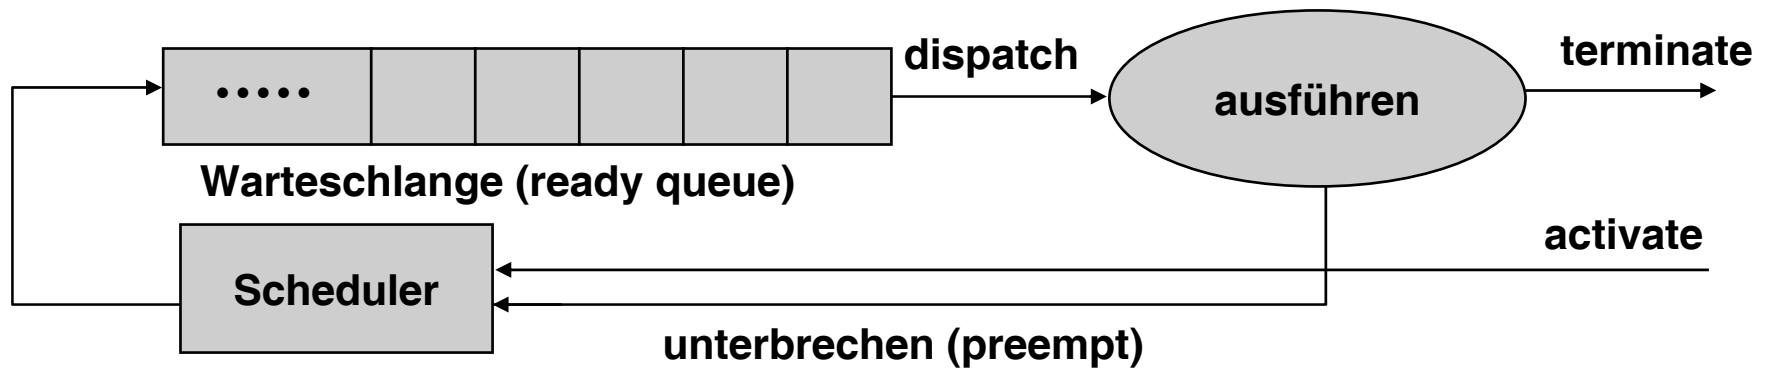 dispatch
terminate
.....
ausführen
Warteschlange (ready queue)
activate
Scheduler
unterbrechen (preempt)